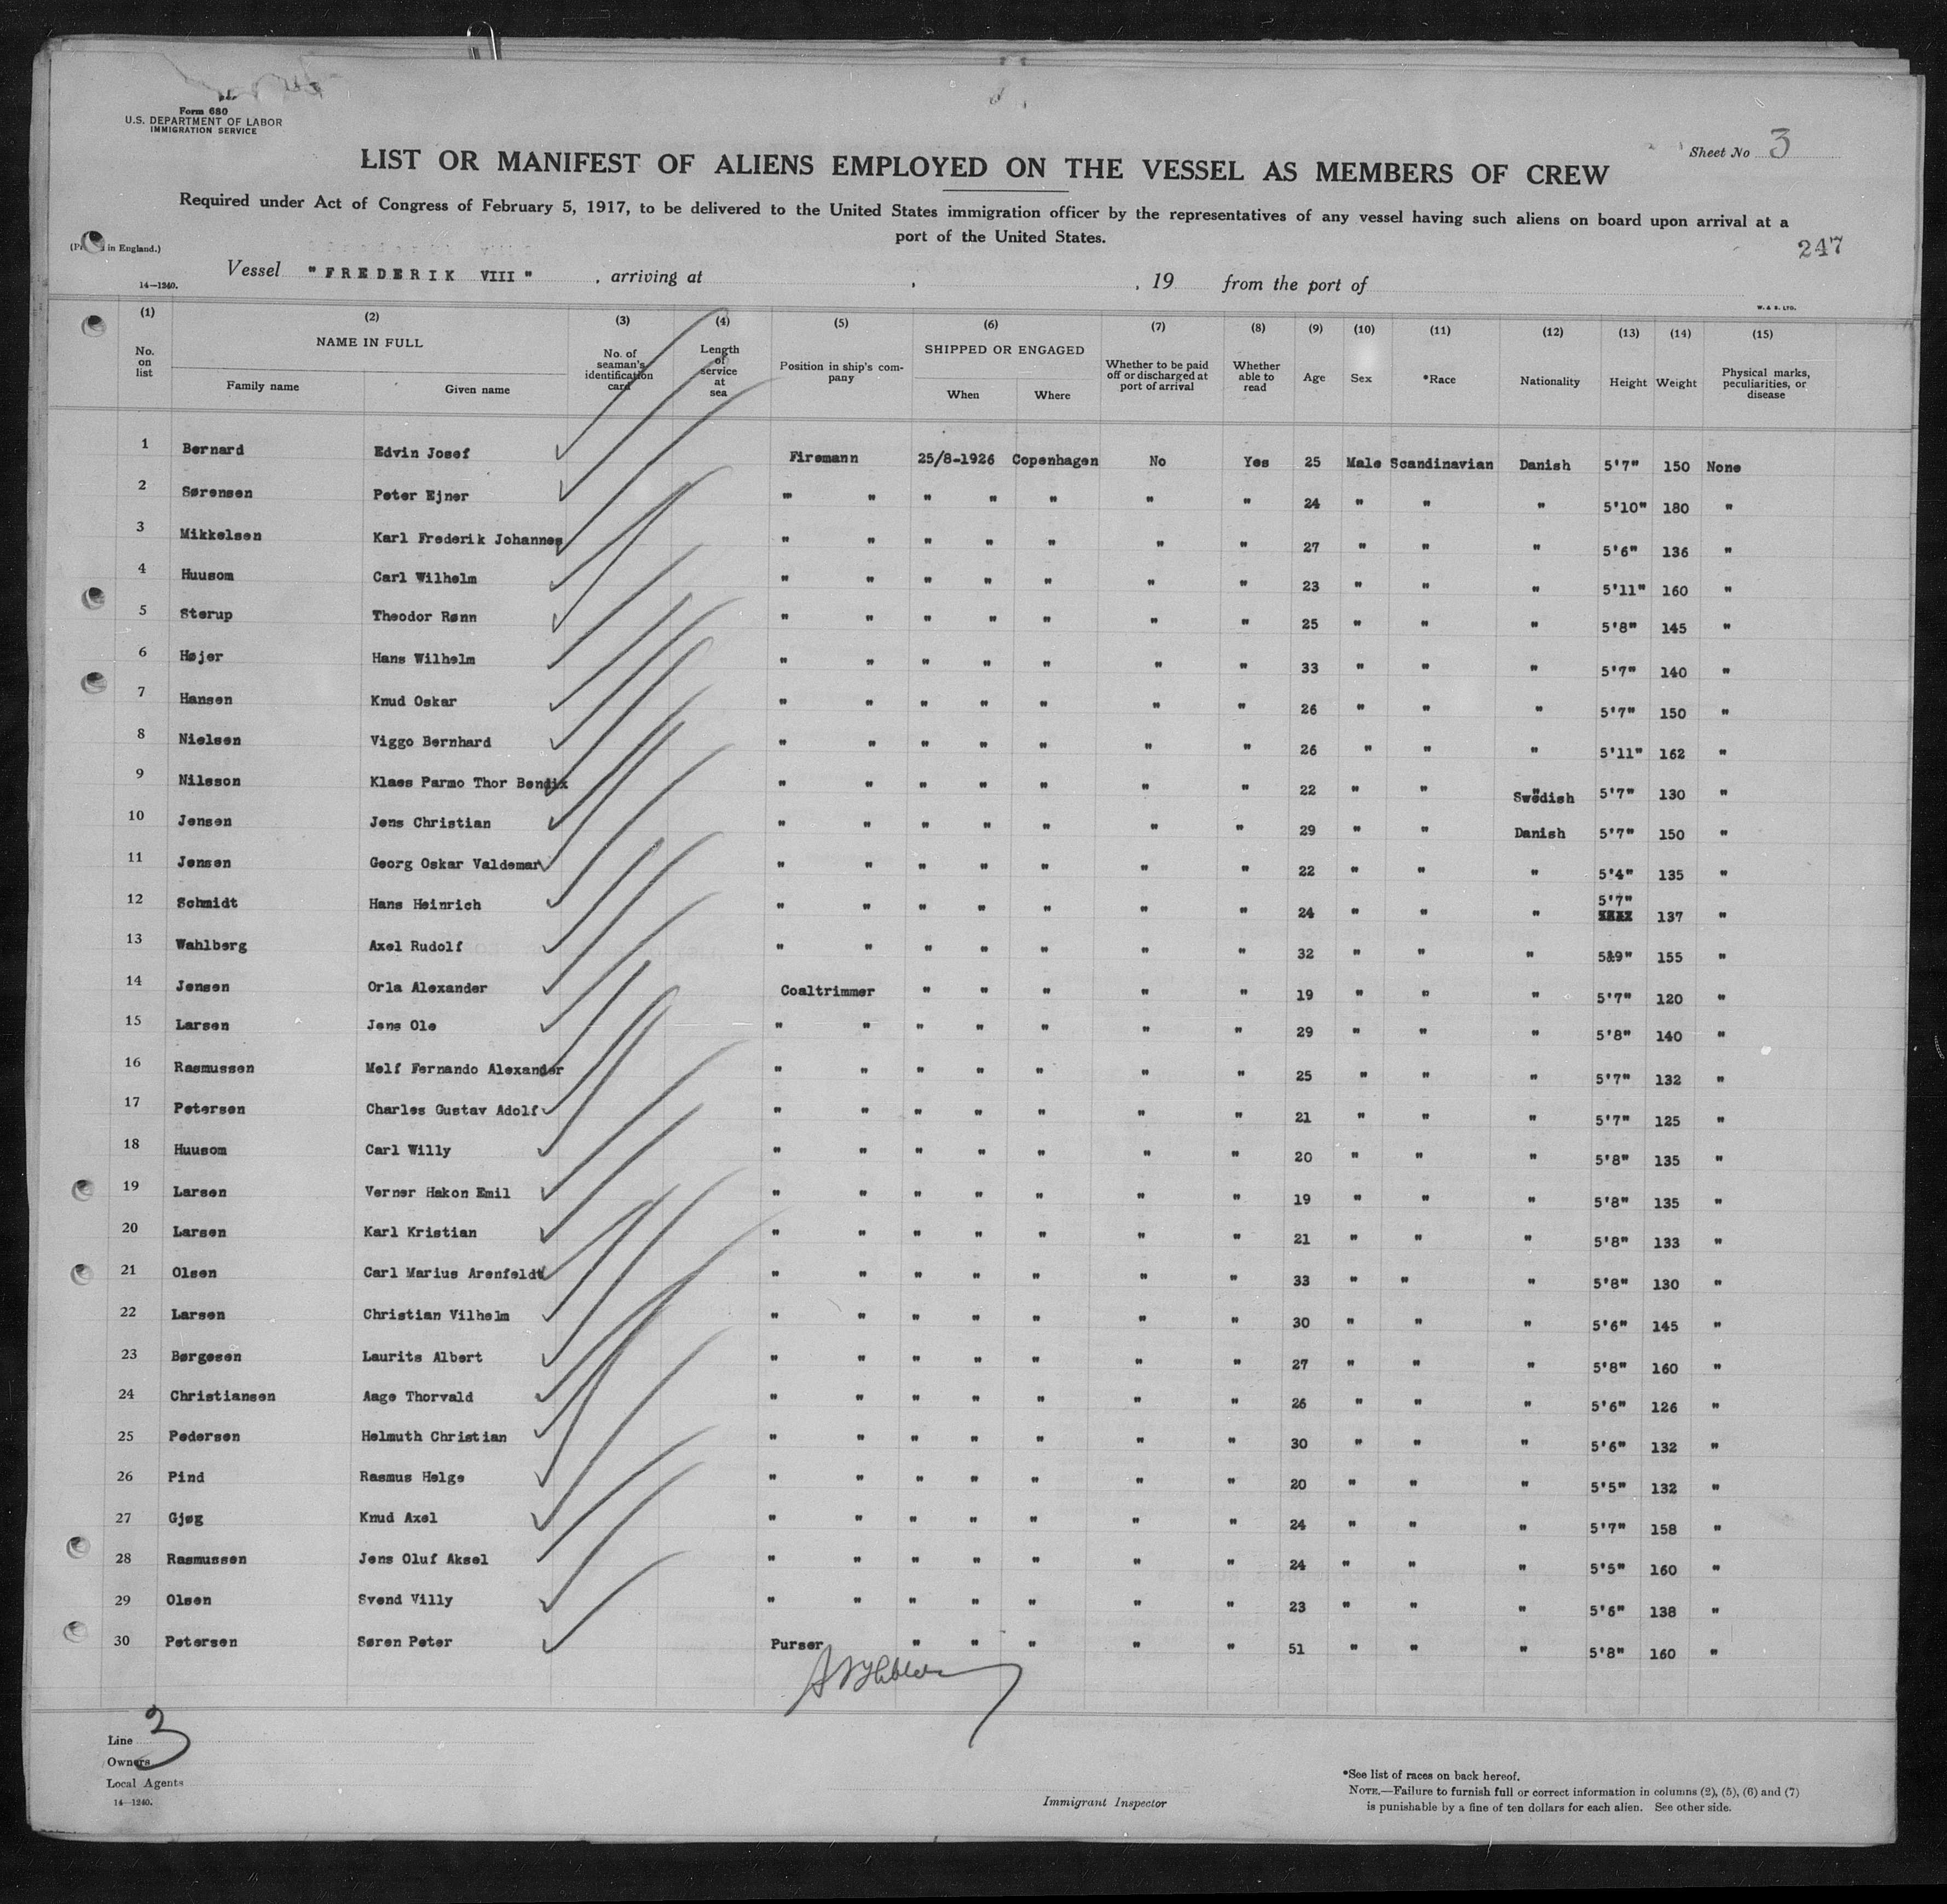 Form 680
U.S. DEPARTMENT OF LABOR
IMMIGRATION SERVICE
Sheet No 3
LIST OR MANIFEST OF ALIENS EMPLOYED ON THE VESSEL AS MEMBERS OF CREW
Required under Act of Congress of February 5, 1917, to be delivered to the United States immigration officer by the representatives of any vessel having such aliens on board upon arrival at a
port of the United States.
247
in England.)
Vessel "FREDERIK VIII", arriving at , , 19 from the port of
14—1240.
W. & S. LTD.
(1) (2) (3) (4) (5) (6) (7) (8) (9) (10) (11) (12) (13) (14) (15)
No. on list NAME IN FULL Family name Given name No. of seaman's identification card Length of service at sea Position in ship's company SHIPPED OR ENGAGED When Where Whether to be paid off or discharged at port of arrival Whether able to read Age Sex *Race Nationality Height Weight Physical marks, peculiarities, or disease
1 Bernard Edvin Josef Firemann 25/8-1926 Copenhagen No Yes 25 Male Scandinavian Danish 5'7" 150 None
2 Sørensen Peter Ejner " " " " " " " 24 " " " 5'10" 180 "
3 Mikkelsen Karl Frederik Johannes " " " " " " " 27 " " " 5'6" 136 "
4 Huusom Carl Wilhelm " " " " " " " 23 " " " 5'11" 160 "
5 Sterup Theodor Rønn " " " " " " " 25 " " " 5'8" 145 "
6 Højer Hans Wilhelm " " " " " " " 33 " " " 5'7" 140 "
7 Hansen Knud Oskar " " " " " " " 26 " " " 5'7" 150 "
8 Nielsen Viggo Bernhard " " " " " " " 26 " " " 5'11" 162 "
9 Nilsson Klaes Parmo Thor Bendix " " " " " " " 22 " " Swedish 5'7" 130 "
10 Jensen Jens Christian " " " " " " " 29 " " Danish 5'7" 150 "
11 Jensen Georg Oskar Valdemar " " " " " " " 22 " " " 5'4" 135 "
12 Schmidt Hans Heinrich " " " " " " " 24 " " " 5'7" 137 "
13 Wahlberg Axel Rudolf " " " " " " " 32 " " " 5'9" 155 "
14 Jensen Orla Alexander Coaltrimmer " " " " " 19 " " " 5'7" 120 "
15 Larsen Jens Ole " " " " " " " 29 " " " 5'8" 140 "
16 Rasmussen Melf Fernando Alexander " " " " " " " 25 " " " 5'7" 132 "
17 Petersen Charles Gustav Adolf " " " " " " " 21 " " " 5'7" 125 "
18 Huusom Carl Willy " " " " " " " 20 " " " 5'8" 135 "
19 Larsen Verner Hakon Emil " " " " " " " 19 " " " 5'8" 135 "
20 Larsen Karl Kristian " " " " " " " 21 " " " 5'8" 133 "
21 Olsen Carl Marius Arenfeldt " " " " " " " 33 " " " 5'8" 130 "
22 Larsen Christian Vilhelm " " " " " " " 30 " " " 5'6" 145 "
23 Børgesen Laurits Albert " " " " " " " 27 " " " 5'8" 160 "
24 Christiansen Aage Thorvald " " " " " " " 26 " " " 5'6" 126 "
25 Pedersen Helmuth Christian " " " " " " " 30 " " " 5'6" 132 "
26 Pind Rasmus Helge " " " " " " " 20 " " " 5'5" 132 "
27 Gjøg Knud Axel " " " " " " " 24 " " " 5'7" 158 "
28 Rasmussen Jens Oluf Aksel " " " " " " " 24 " " " 5'5" 160 "
29 Olsen Svend Villy " " " " " " " 23 " " " 5'6" 138 "
30 Petersen Søren Peter Purser " " " " " 51 " " " 5'8" 160 "
3
Line
Owners
Local Agents
14—1240.
Immigrant Inspector
*See list of races on back hereof.
NOTE.—Failure to furnish full or correct information in columns (2), (5), (6) and (7)
is punishable by a fine of ten dollars for each alien. See other side.